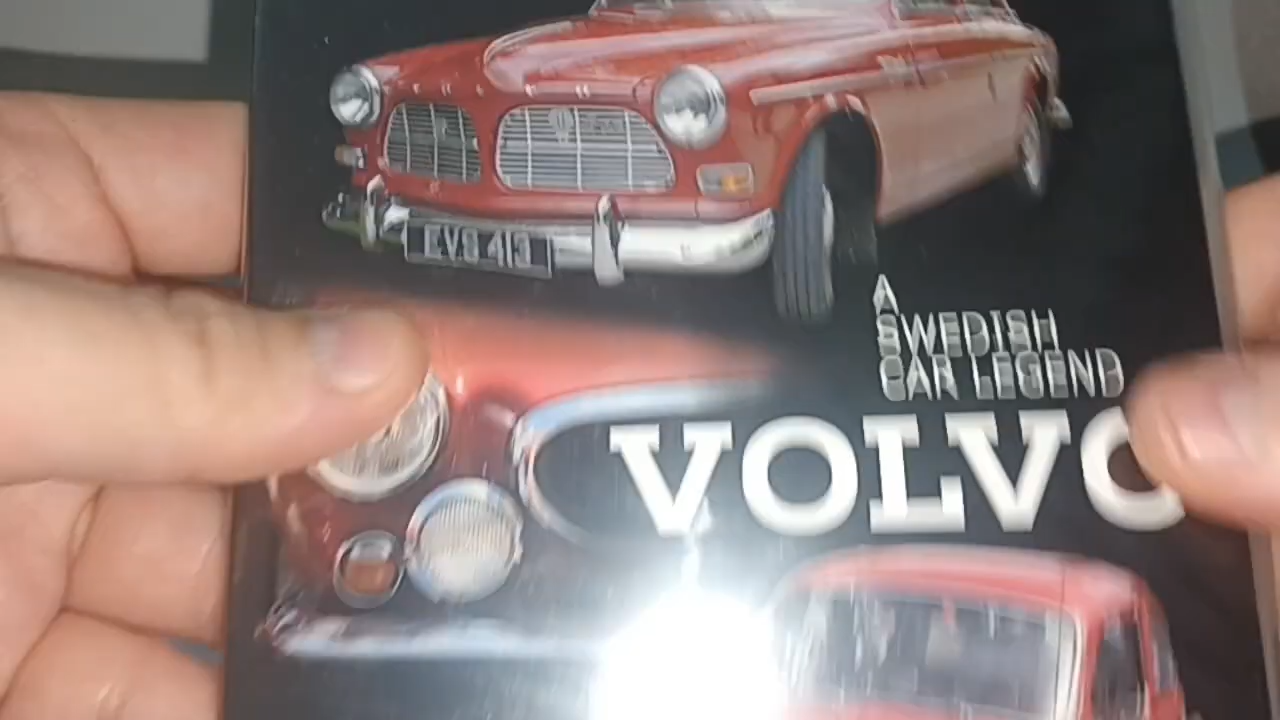 EVS 413
A
SWEDISH
CAR LEGEND
VOLVO